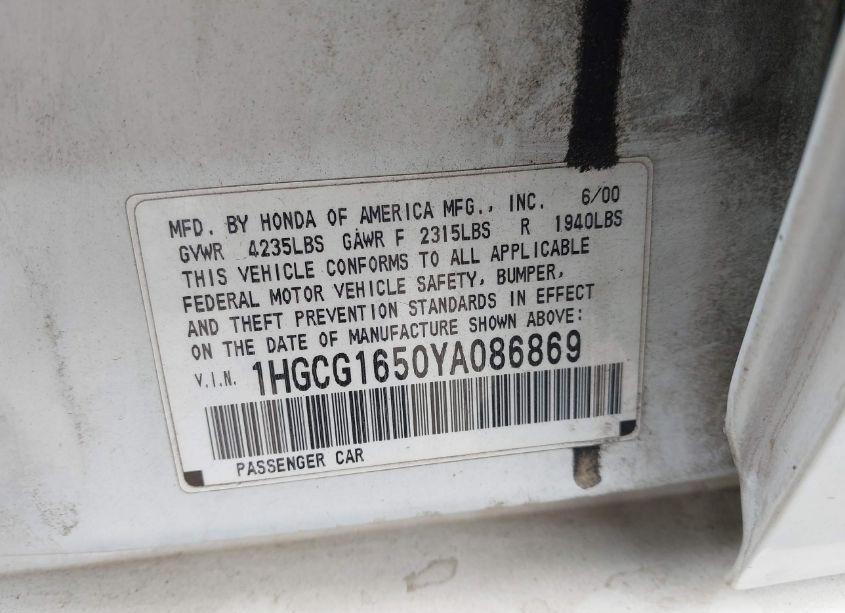 MFD. BY HONDA OF AMERICA MFG., INC. 6/00
GVWR 4235LBS GAWR F 2315LBS R 1940LBS
THIS VEHICLE CONFORMS TO ALL APPLICABLE
FEDERAL MOTOR VEHICLE SAFETY, BUMPER,
AND THEFT PREVENTION STANDARDS IN EFFECT
ON THE DATE OF MANUFACTURE SHOWN ABOVE:
V.I.N. 1HGCG1650YA086869
PASSENGER CAR